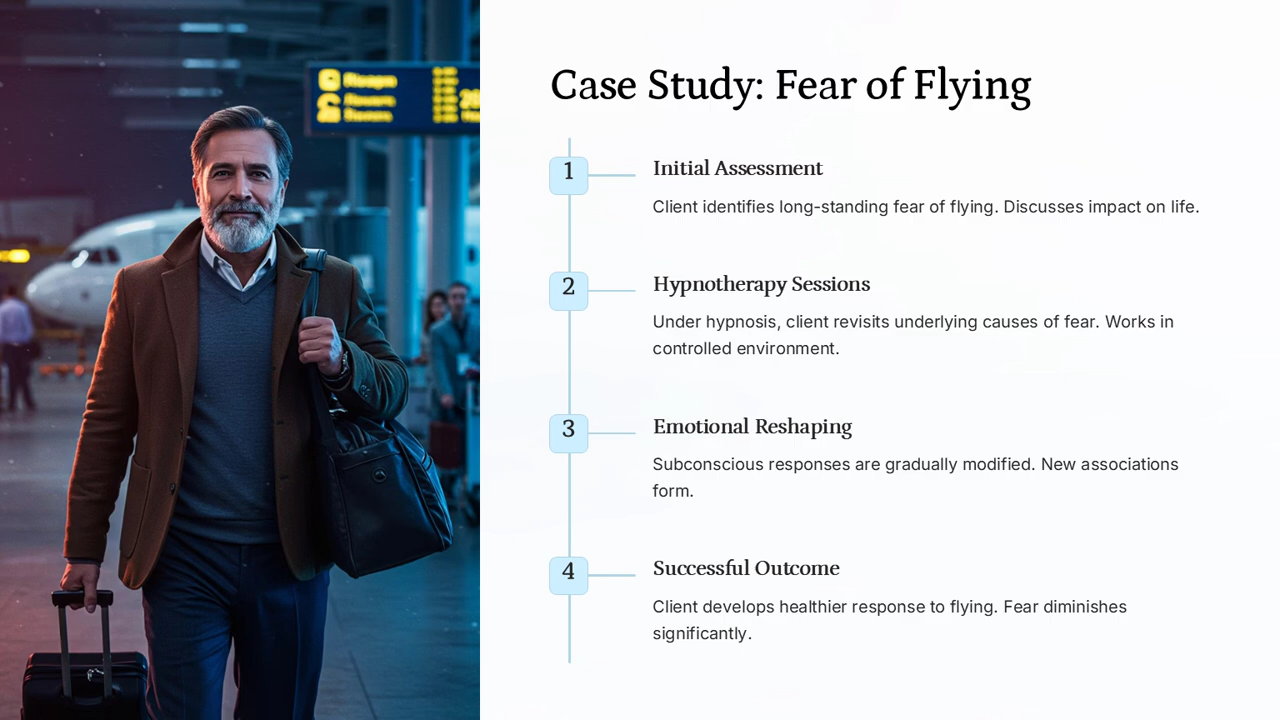 Case Study: Fear of Flying
1
Initial Assessment
Client identifies long-standing fear of flying. Discusses impact on life.
2
Hypnotherapy Sessions
Under hypnosis, client revisits underlying causes of fear. Works in
controlled environment.
3
Emotional Reshaping
Subconscious responses are gradually modified. New associations
form.
4
Successful Outcome
Client develops healthier response to flying. Fear diminishes
significantly.